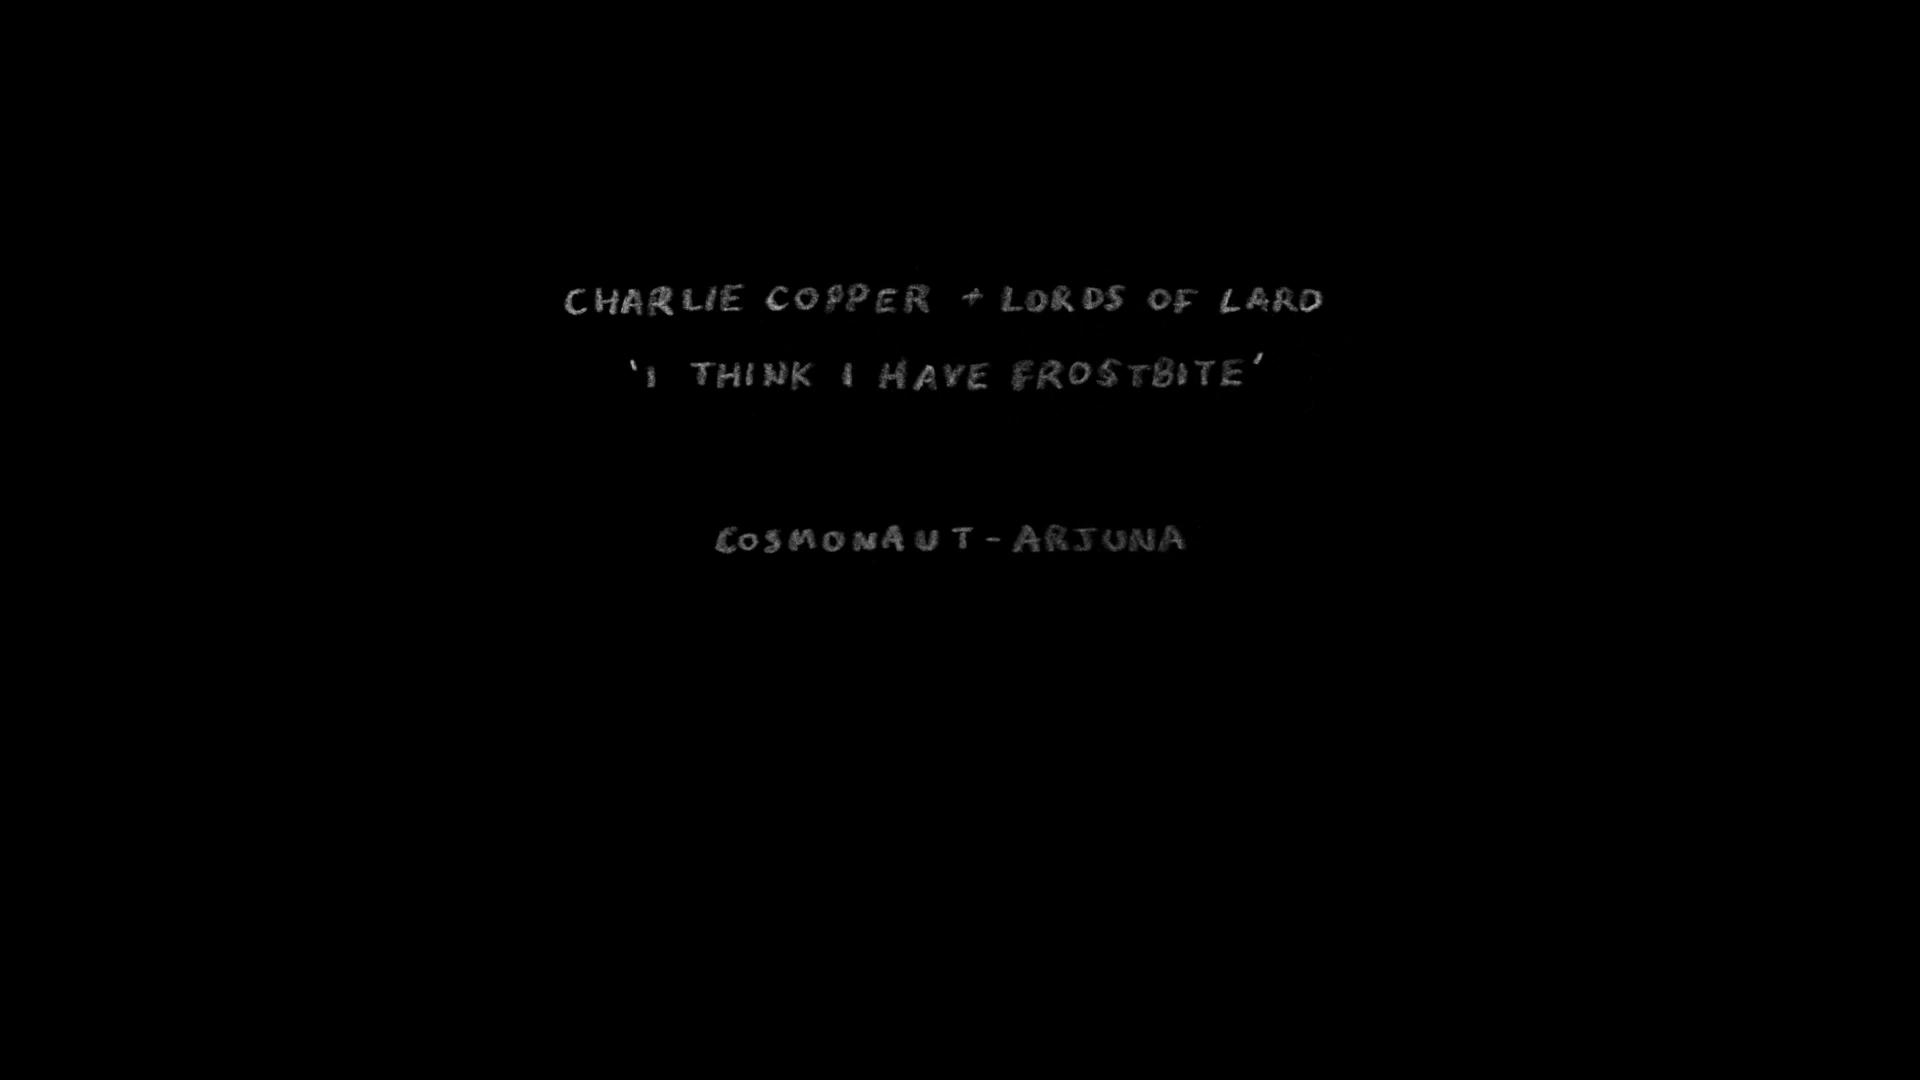 CHARLIE COPPER + LORDS OF LARD
'I THINK I HAVE FROSTBITE'
COSMONAUT - ARJUNA